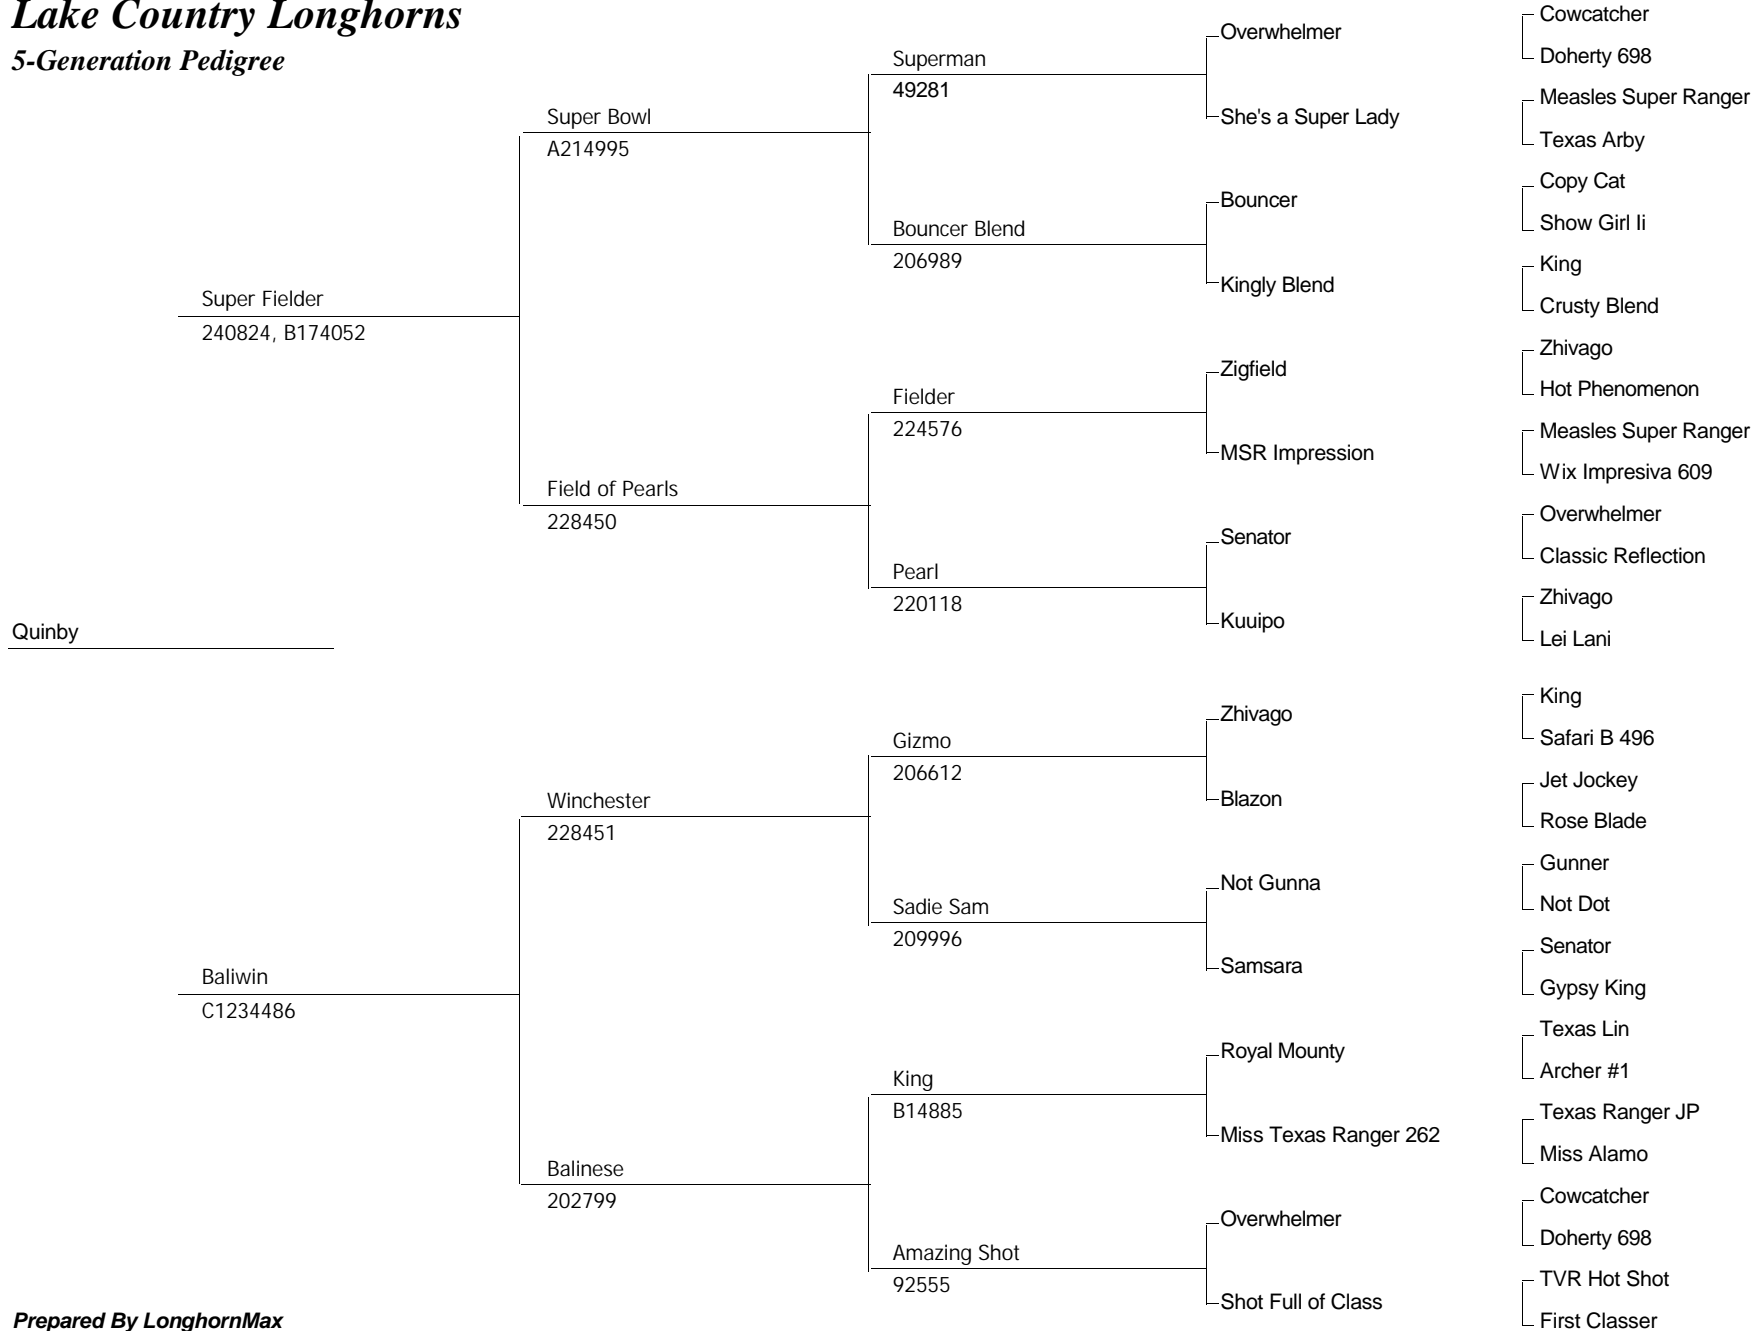 Lake Country Longhorns
5-Generation Pedigree
Quinby
Super Fielder
240824, B174052
Baliwin
C1234486
Super Bowl
A214995
Field of Pearls
228450
Winchester
228451
Balinese
202799
Superman
49281
Bouncer Blend
206989
Fielder
224576
Pearl
220118
Gizmo
206612
Sadie Sam
209996
King
B14885
Amazing Shot
92555
Overwhelmer
She's a Super Lady
Bouncer
Kingly Blend
Zigfield
MSR Impression
Senator
Kuuipo
Zhivago
Blazon
Not Gunna
Samsara
Royal Mounty
Miss Texas Ranger 262
Overwhelmer
Shot Full of Class
Cowcatcher
Doherty 698
Measles Super Ranger
Texas Arby
Copy Cat
Show Girl Ii
King
Crusty Blend
Zhivago
Hot Phenomenon
Measles Super Ranger
Wix Impresiva 609
Overwhelmer
Classic Reflection
Zhivago
Lei Lani
King
Safari B 496
Jet Jockey
Rose Blade
Gunner
Not Dot
Senator
Gypsy King
Texas Lin
Archer #1
Texas Ranger JP
Miss Alamo
Cowcatcher
Doherty 698
TVR Hot Shot
First Classer
Prepared By LonghornMax